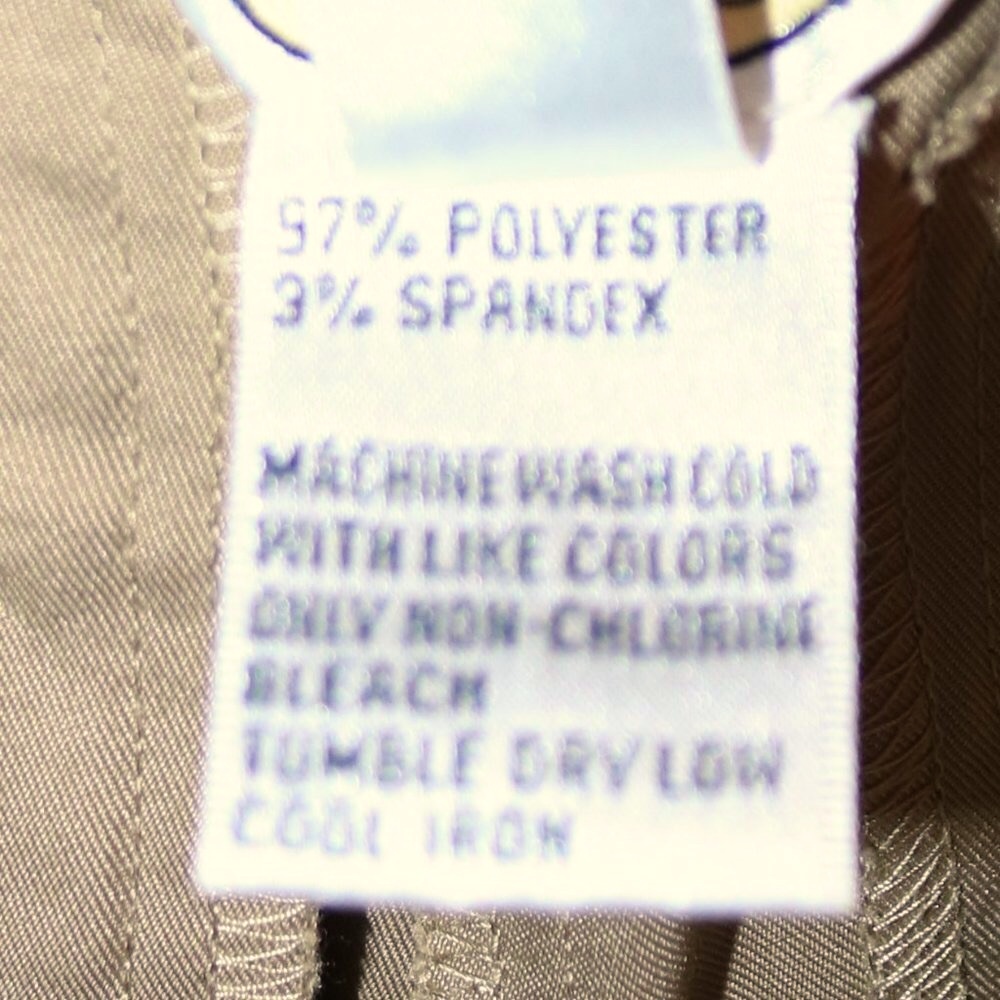 97% POLYESTER
3% SPANDEX
MACHINE WASH COLD
WITH LIKE COLORS
ONLY NON-CHLORINE
BLEACH
TUMBLE DRY LOW
COOL IRON